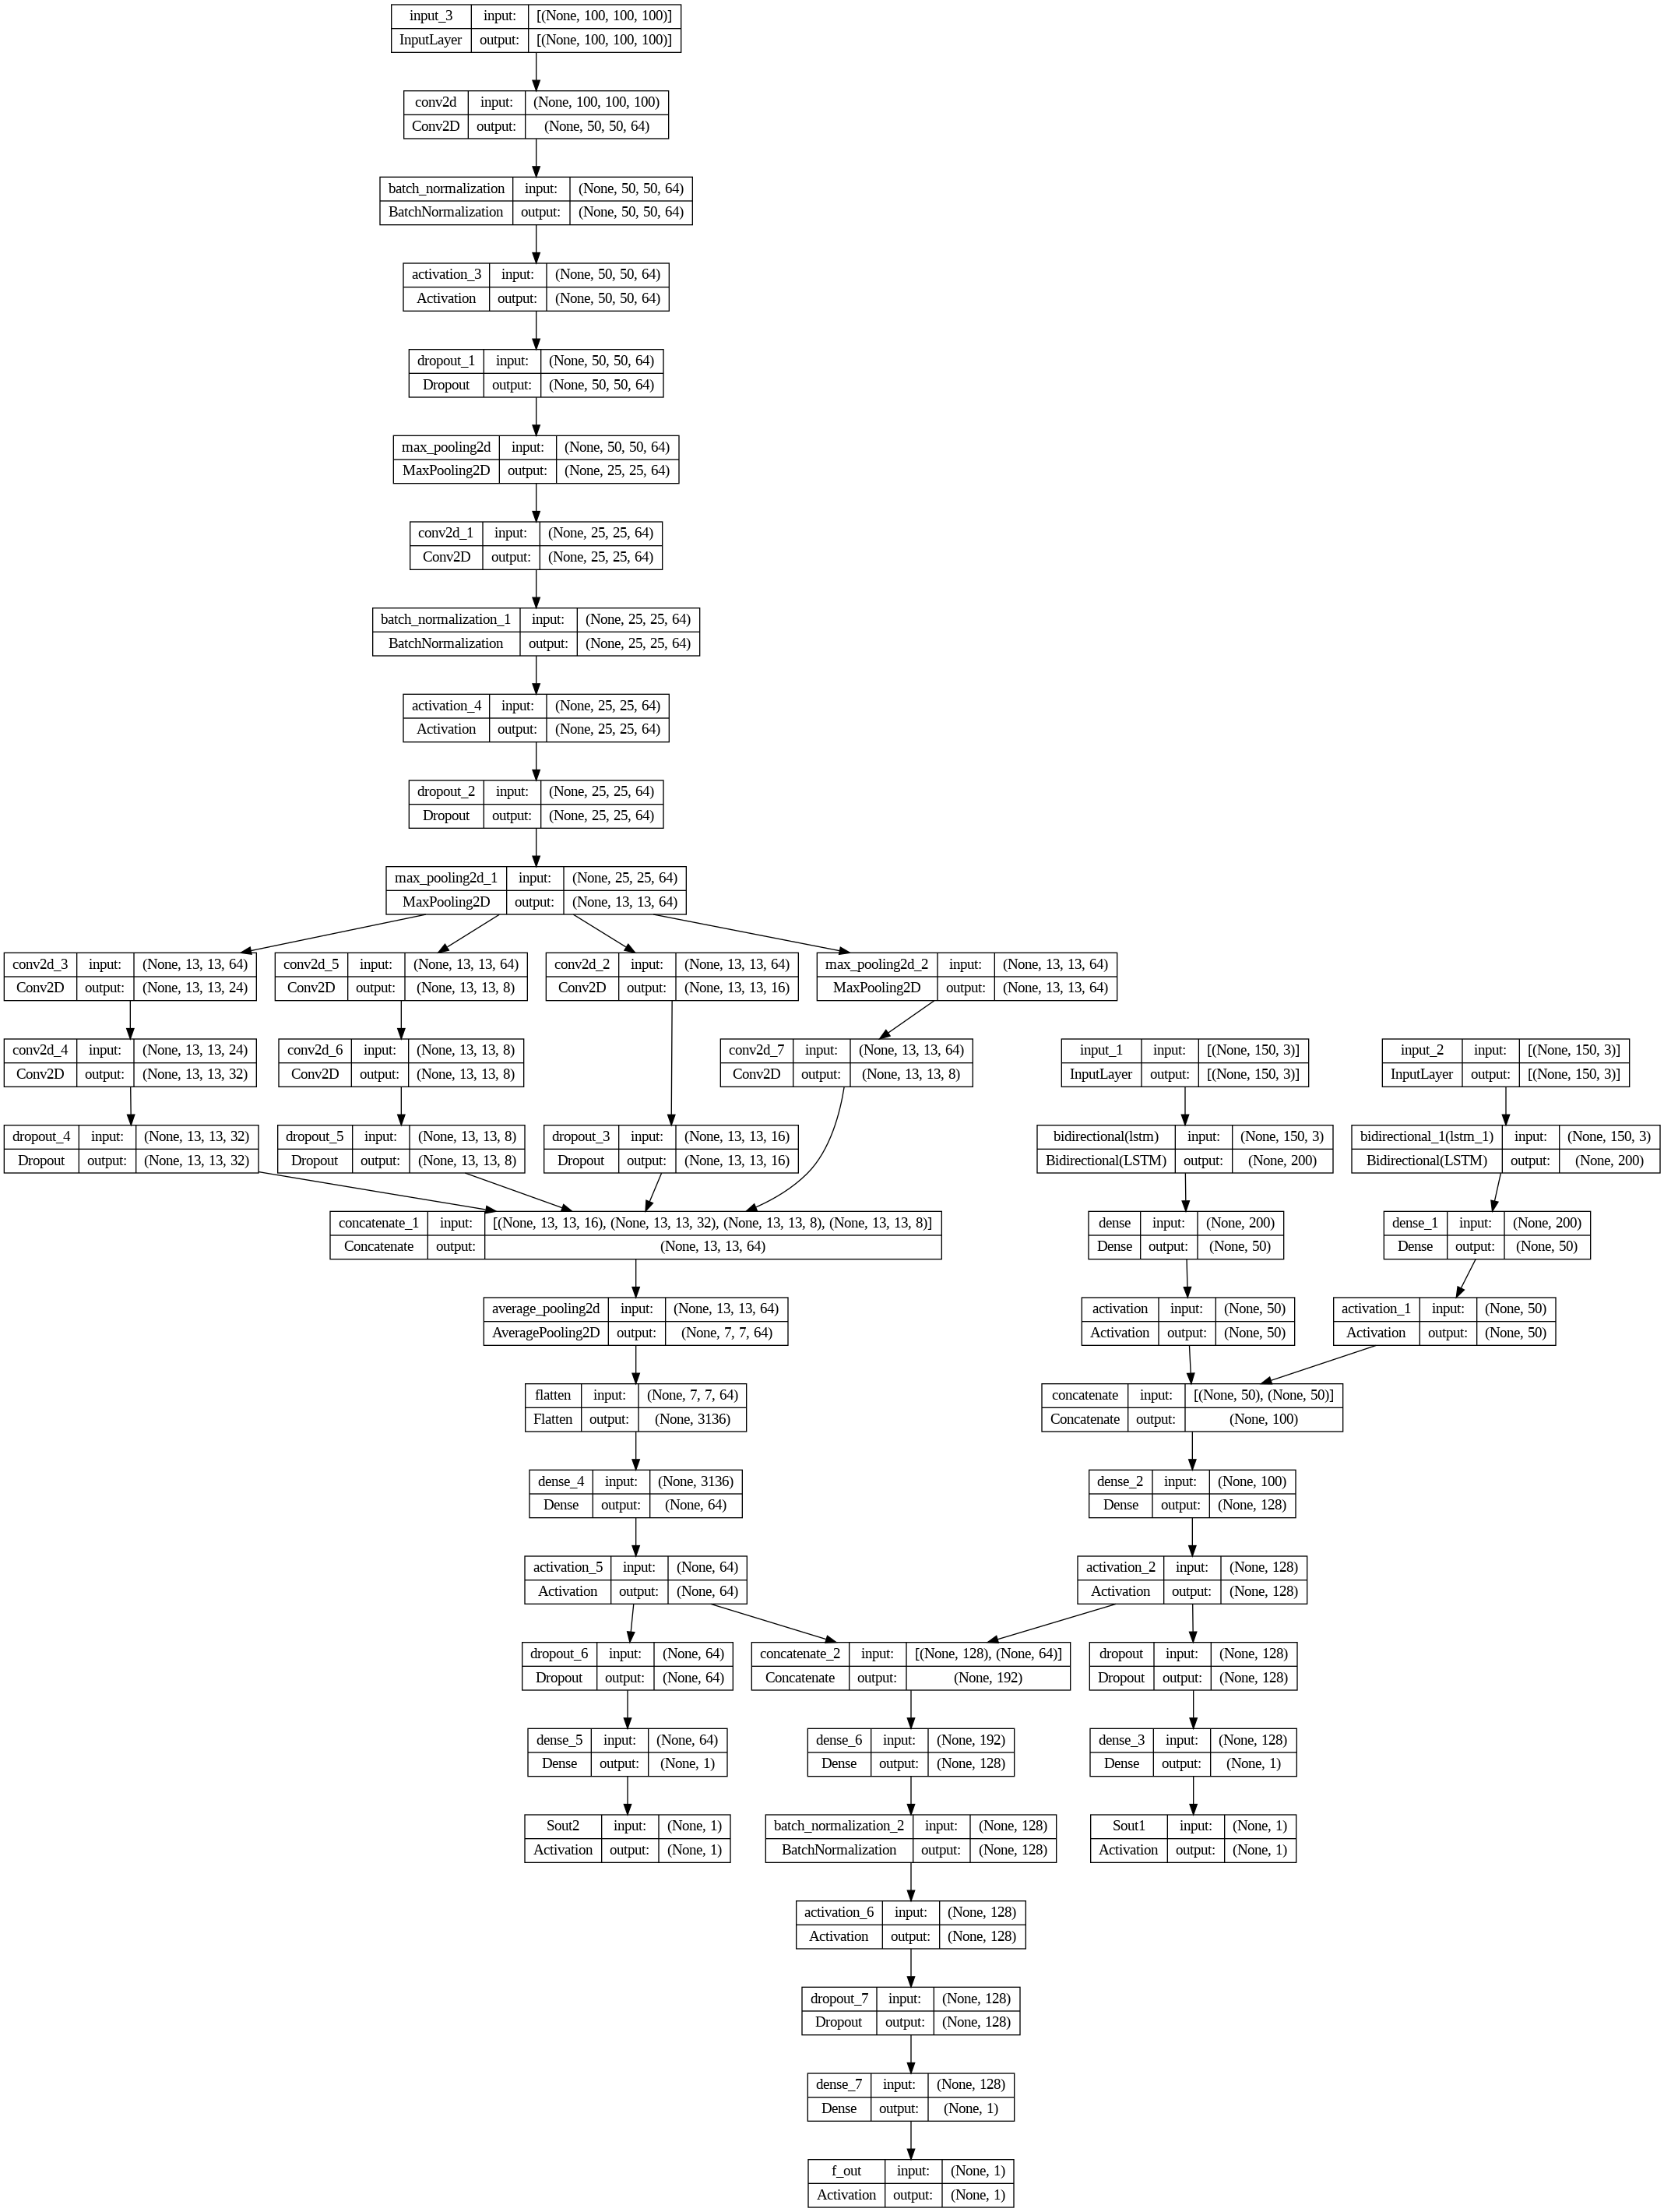 input_3 input: [(None, 100, 100, 100)]
InputLayer output: [(None, 100, 100, 100)]
conv2d input: (None, 100, 100, 100)
Conv2D output: (None, 50, 50, 64)
batch_normalization input: (None, 50, 50, 64)
BatchNormalization output: (None, 50, 50, 64)
activation_3 input: (None, 50, 50, 64)
Activation output: (None, 50, 50, 64)
dropout_1 input: (None, 50, 50, 64)
Dropout output: (None, 50, 50, 64)
max_pooling2d input: (None, 50, 50, 64)
MaxPooling2D output: (None, 25, 25, 64)
conv2d_1 input: (None, 25, 25, 64)
Conv2D output: (None, 25, 25, 64)
batch_normalization_1 input: (None, 25, 25, 64)
BatchNormalization output: (None, 25, 25, 64)
activation_4 input: (None, 25, 25, 64)
Activation output: (None, 25, 25, 64)
dropout_2 input: (None, 25, 25, 64)
Dropout output: (None, 25, 25, 64)
max_pooling2d_1 input: (None, 25, 25, 64)
MaxPooling2D output: (None, 13, 13, 64)
conv2d_3 input: (None, 13, 13, 64)
Conv2D output: (None, 13, 13, 24)
conv2d_5 input: (None, 13, 13, 64)
Conv2D output: (None, 13, 13, 8)
conv2d_2 input: (None, 13, 13, 64)
Conv2D output: (None, 13, 13, 16)
max_pooling2d_2 input: (None, 13, 13, 64)
MaxPooling2D output: (None, 13, 13, 64)
conv2d_4 input: (None, 13, 13, 24)
Conv2D output: (None, 13, 13, 32)
conv2d_6 input: (None, 13, 13, 8)
Conv2D output: (None, 13, 13, 8)
conv2d_7 input: (None, 13, 13, 64)
Conv2D output: (None, 13, 13, 8)
input_1 input: [(None, 150, 3)]
InputLayer output: [(None, 150, 3)]
input_2 input: [(None, 150, 3)]
InputLayer output: [(None, 150, 3)]
dropout_4 input: (None, 13, 13, 32)
Dropout output: (None, 13, 13, 32)
dropout_5 input: (None, 13, 13, 8)
Dropout output: (None, 13, 13, 8)
dropout_3 input: (None, 13, 13, 16)
Dropout output: (None, 13, 13, 16)
bidirectional(lstm) input: (None, 150, 3)
Bidirectional(LSTM) output: (None, 200)
bidirectional_1(lstm_1) input: (None, 150, 3)
Bidirectional(LSTM) output: (None, 200)
concatenate_1 input: [(None, 13, 13, 16), (None, 13, 13, 32), (None, 13, 13, 8), (None, 13, 13, 8)]
Concatenate output: (None, 13, 13, 64)
dense input: (None, 200)
Dense output: (None, 50)
dense_1 input: (None, 200)
Dense output: (None, 50)
average_pooling2d input: (None, 13, 13, 64)
AveragePooling2D output: (None, 7, 7, 64)
activation input: (None, 50)
Activation output: (None, 50)
activation_1 input: (None, 50)
Activation output: (None, 50)
flatten input: (None, 7, 7, 64)
Flatten output: (None, 3136)
concatenate input: [(None, 50), (None, 50)]
Concatenate output: (None, 100)
dense_4 input: (None, 3136)
Dense output: (None, 64)
dense_2 input: (None, 100)
Dense output: (None, 128)
activation_5 input: (None, 64)
Activation output: (None, 64)
activation_2 input: (None, 128)
Activation output: (None, 128)
dropout_6 input: (None, 64)
Dropout output: (None, 64)
concatenate_2 input: [(None, 128), (None, 64)]
Concatenate output: (None, 192)
dropout input: (None, 128)
Dropout output: (None, 128)
dense_5 input: (None, 64)
Dense output: (None, 1)
dense_6 input: (None, 192)
Dense output: (None, 128)
dense_3 input: (None, 128)
Dense output: (None, 1)
Sout2 input: (None, 1)
Activation output: (None, 1)
batch_normalization_2 input: (None, 128)
BatchNormalization output: (None, 128)
Sout1 input: (None, 1)
Activation output: (None, 1)
activation_6 input: (None, 128)
Activation output: (None, 128)
dropout_7 input: (None, 128)
Dropout output: (None, 128)
dense_7 input: (None, 128)
Dense output: (None, 1)
f_out input: (None, 1)
Activation output: (None, 1)